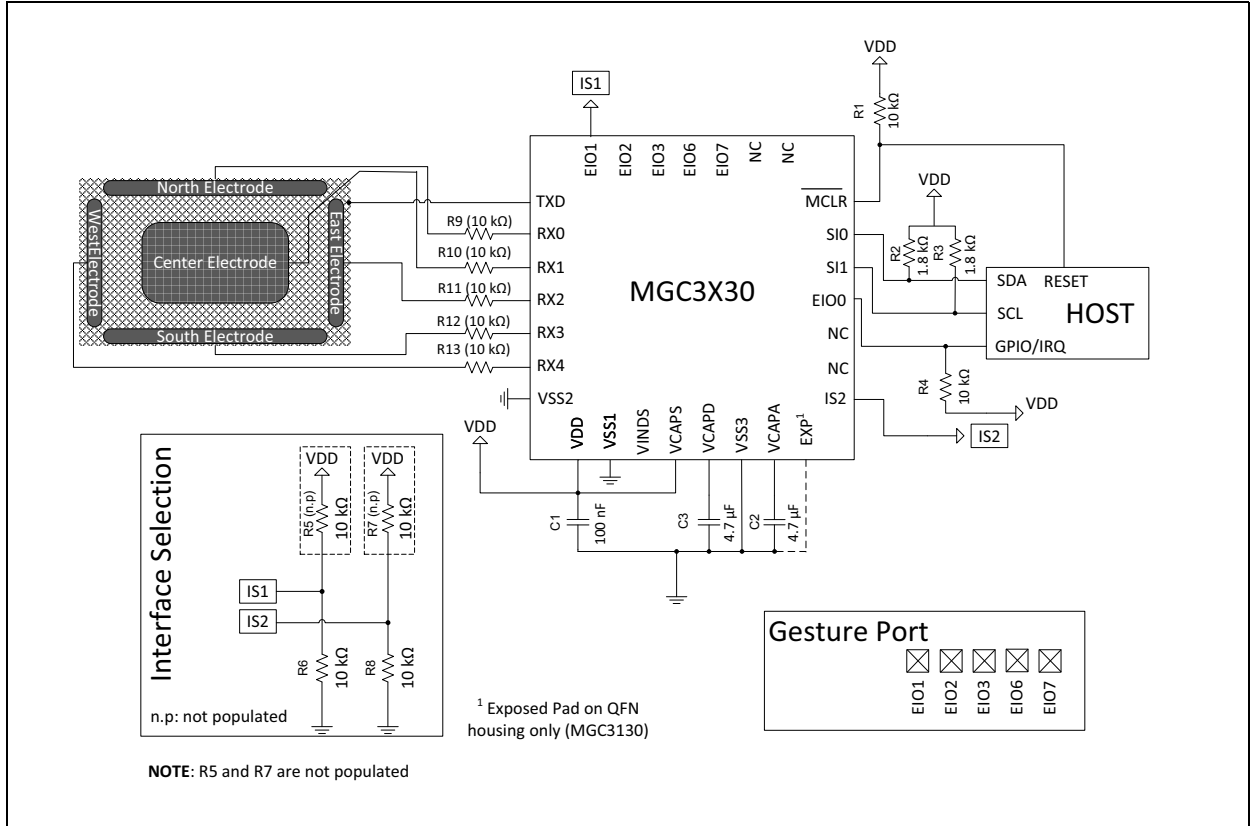 VDD
IS1
R1
10 kΩ
EIO1
EIO2
EIO3
EIO6
EIO7
NC
NC
North Electrode
WestElectrode
Center Electrode
East Electrode
South Electrode
R9 (10 kΩ)
R10 (10 kΩ)
R11 (10 kΩ)
R12 (10 kΩ)
R13 (10 kΩ)
TXD
RX0
RX1
RX2
RX3
RX4
VSS2
MGC3X30
MCLR
SI0
SI1
EIO0
NC
NC
IS2
VDD
R2
1.8 kΩ
R3
1.8 kΩ
SDA
RESET
SCL
HOST
GPIO/IRQ
R4
10 kΩ
VDD
IS2
VDD
VDD
VSS1
VINDS
VCAPS
VCAPD
VSS3
VCAPA
EXP1
C1
100 nF
C3
4.7 µF
C2
4.7 µF
Interface Selection
VDD
VDD
R5 (n.p)
10 kΩ
R7 (n.p)
10 kΩ
IS1
IS2
R6
10 kΩ
R8
10 kΩ
n.p: not populated
1 Exposed Pad on QFN
housing only (MGC3130)
Gesture Port
EIO1
EIO2
EIO3
EIO6
EIO7
NOTE: R5 and R7 are not populated